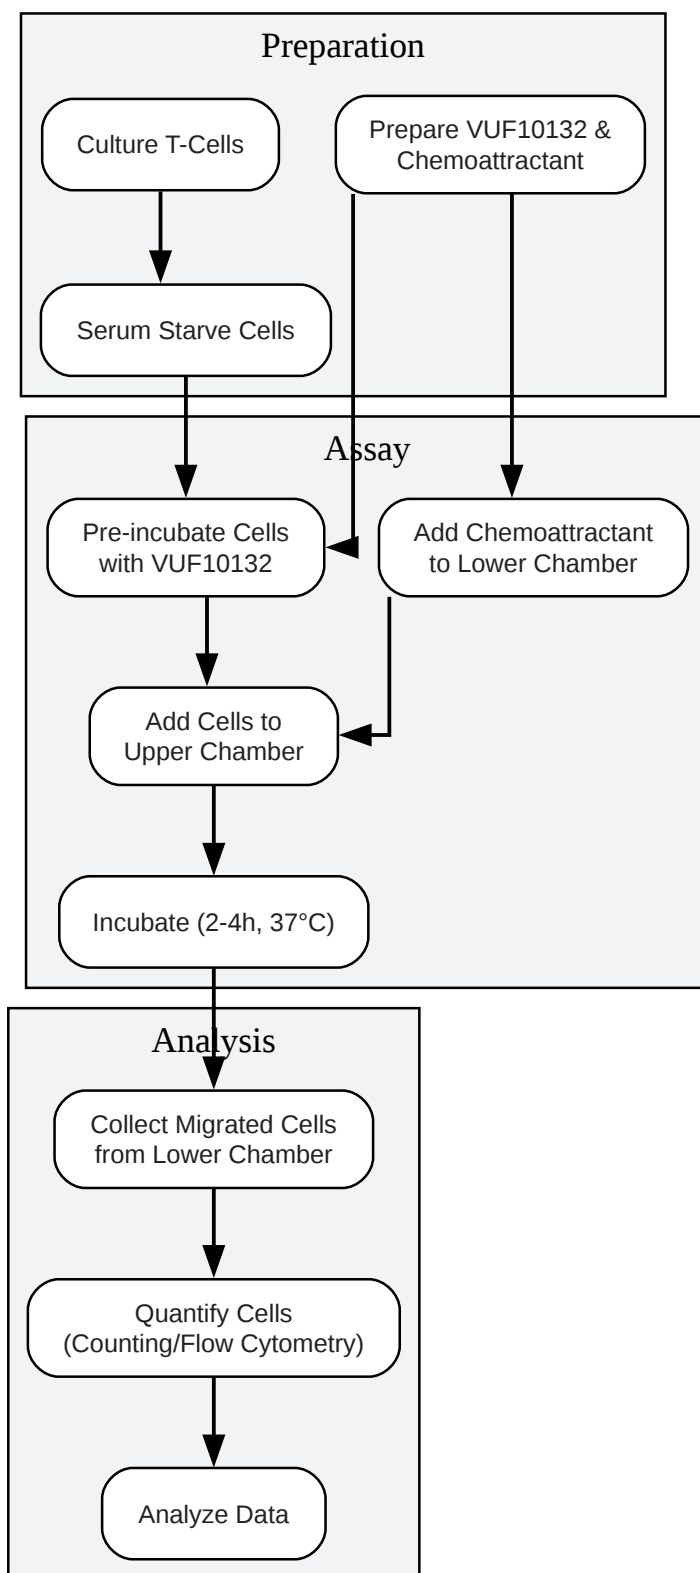 Preparation
Culture T-Cells
Prepare VUF10132 &
Chemoattractant
Serum Starve Cells
Assay
Pre-incubate Cells
with VUF10132
Add Chemoattractant
to Lower Chamber
Add Cells to
Upper Chamber
Incubate (2-4h, 37°C)
Analysis
Collect Migrated Cells
from Lower Chamber
Quantify Cells
(Counting/Flow Cytometry)
Analyze Data